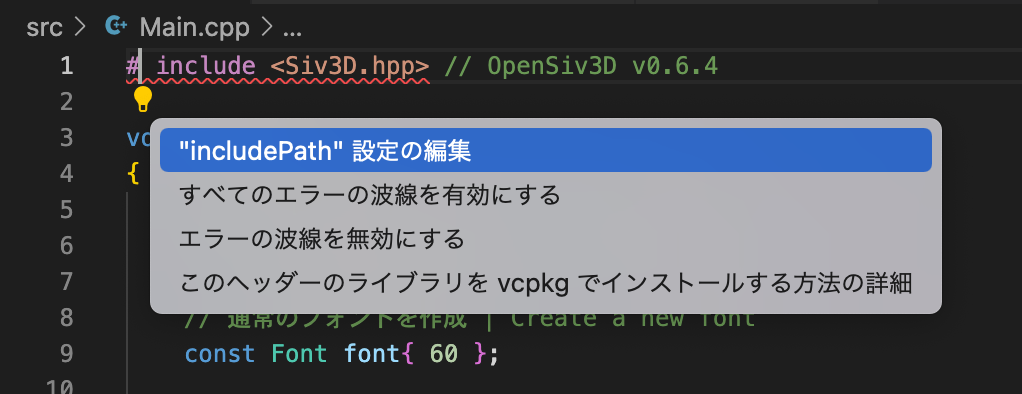 src > Main.cpp > ...
1 # include <Siv3D.hpp> // OpenSiv3D v0.6.4
2
3 vo
"includePath" 設定の編集
4 {
すべてのエラーの波線を有効にする
5
エラーの波線を無効にする
6
このヘッダーのライブラリを vcpkg でインストールする方法の詳細
7
8 // 通常のフォントを作成 | Create a new font
9 const Font font{ 60 };
10